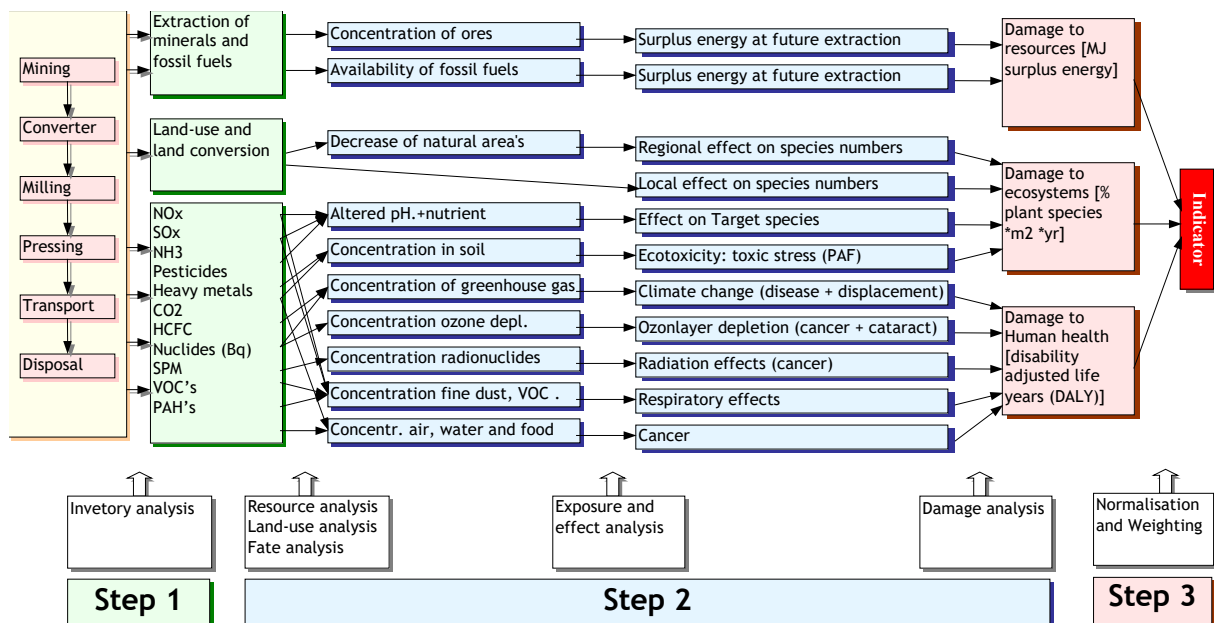 Mining
Converter
Milling
Pressing
Transport
Disposal
Extraction of
minerals and
fossil fuels
Land-use and
land conversion
NOx
SOx
NH3
Pesticides
Heavy metals
CO2
HCFC
Nuclides (Bq)
SPM
VOC's
PAH's
Concentration of ores
Availability of fossil fuels
Decrease of natural area's
Altered pH.+nutrient
Concentration in soil
Concentration of greenhouse gas
Concentration ozone depl.
Concentration radionuclides
Concentration fine dust, VOC .
Concentr. air, water and food
Surplus energy at future extraction
Surplus energy at future extraction
Regional effect on species numbers
Local effect on species numbers
Effect on Target species
Ecotoxicity: toxic stress (PAF)
Climate change (disease + displacement)
Ozonlayer depletion (cancer + cataract)
Radiation effects (cancer)
Respiratory effects
Cancer
Damage to
resources [MJ
surplus energy]
Damage to
ecosystems [%
plant species
*m2 *yr]
Damage to
Human health
[disability
adjusted life
years (DALY)]
Indicator
Invetory analysis
Resource analysis
Land-use analysis
Fate analysis
Exposure and
effect analysis
Damage analysis
Normalisation
and Weighting
Step 1
Step 2
Step 3